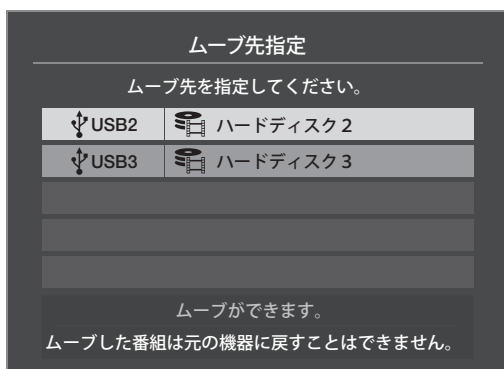 ムーブ先指定
ムーブ先を指定してください。
USB2 ハードディスク2
USB3 ハードディスク3
ムーブができます。
ムーブした番組は元の機器に戻すことはできません。